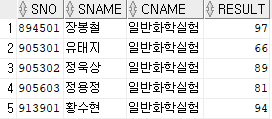 SNO SNAME CNAME RESULT
1 894501 장봉철 일반화학실험 97
2 905301 유태지 일반화학실험 66
3 905302 정옥상 일반화학실험 89
4 905603 정용정 일반화학실험 81
5 913901 황수현 일반화학실험 94